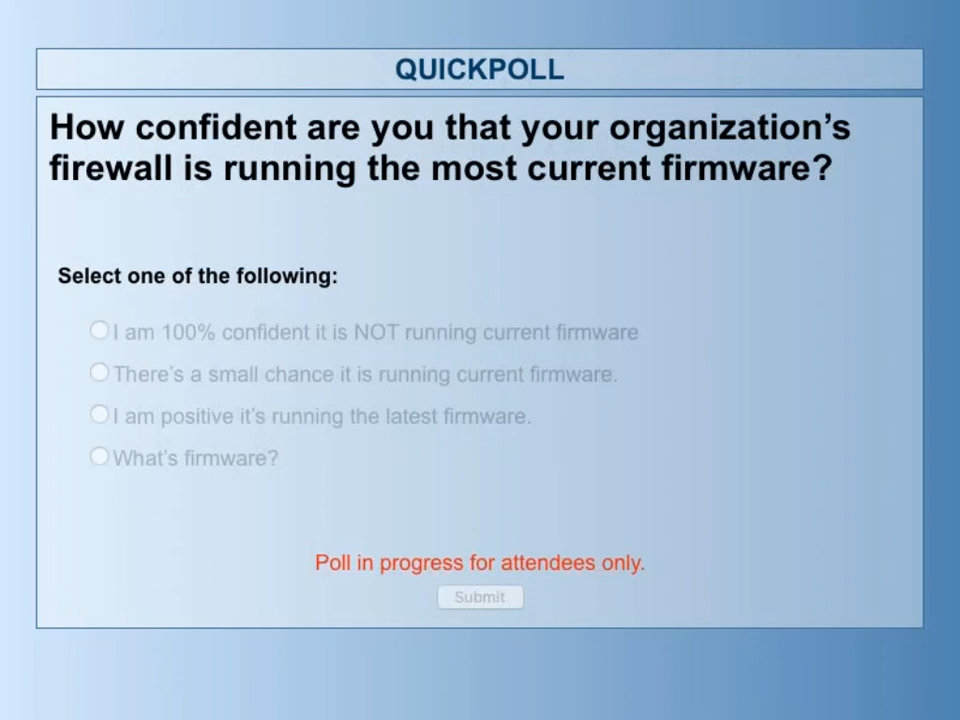 QUICKPOLL
How confident are you that your organization’s
firewall is running the most current firmware?
Select one of the following:
I am 100% confident it is NOT running current firmware
There’s a small chance it is running current firmware.
I am positive it’s running the latest firmware.
What’s firmware?
Poll in progress for attendees only.
Submit